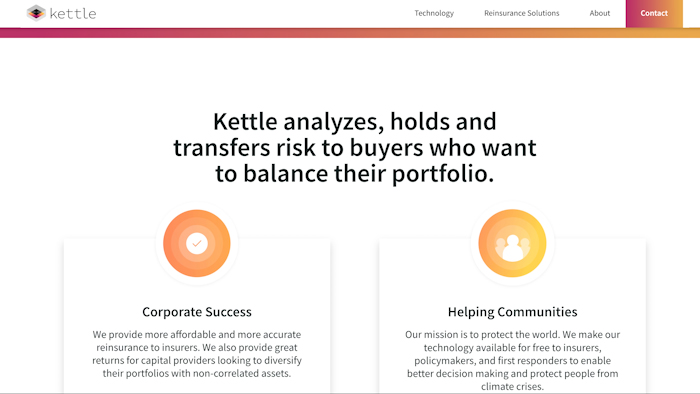 kettle
Technology
Reinsurance Solutions
About
Contact
Kettle analyzes, holds and
transfers risk to buyers who want
to balance their portfolio.
Corporate Success
We provide more affordable and more accurate
reinsurance to insurers. We also provide great
returns for capital providers looking to diversify
their portfolios with non-correlated assets.
Helping Communities
Our mission is to protect the world. We make our
technology available for free to insurers,
policymakers, and first responders to enable
better decision making and protect people from
climate crises.